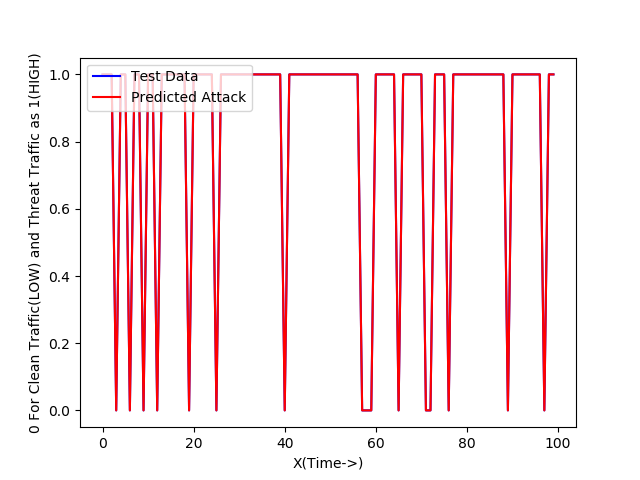 Test Data
Predicted Attack
1.0
0.8
0.6
0.4
0.2
0.0
0 For Clean Traffic(LOW) and Threat Traffic as 1(HIGH)
0 20 40 60 80 100
X(Time->)